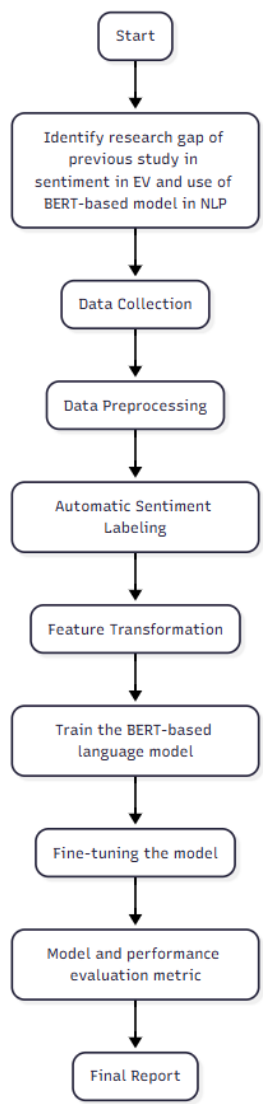 Start
Identify research gap of
previous study in
sentiment in EV and use of
BERT-based model in NLP
Data Collection
Data Preprocessing
Automatic Sentiment
Labeling
Feature Transformation
Train the BERT-based
language model
Fine-tuning the model
Model and performance
evaluation metric
Final Report